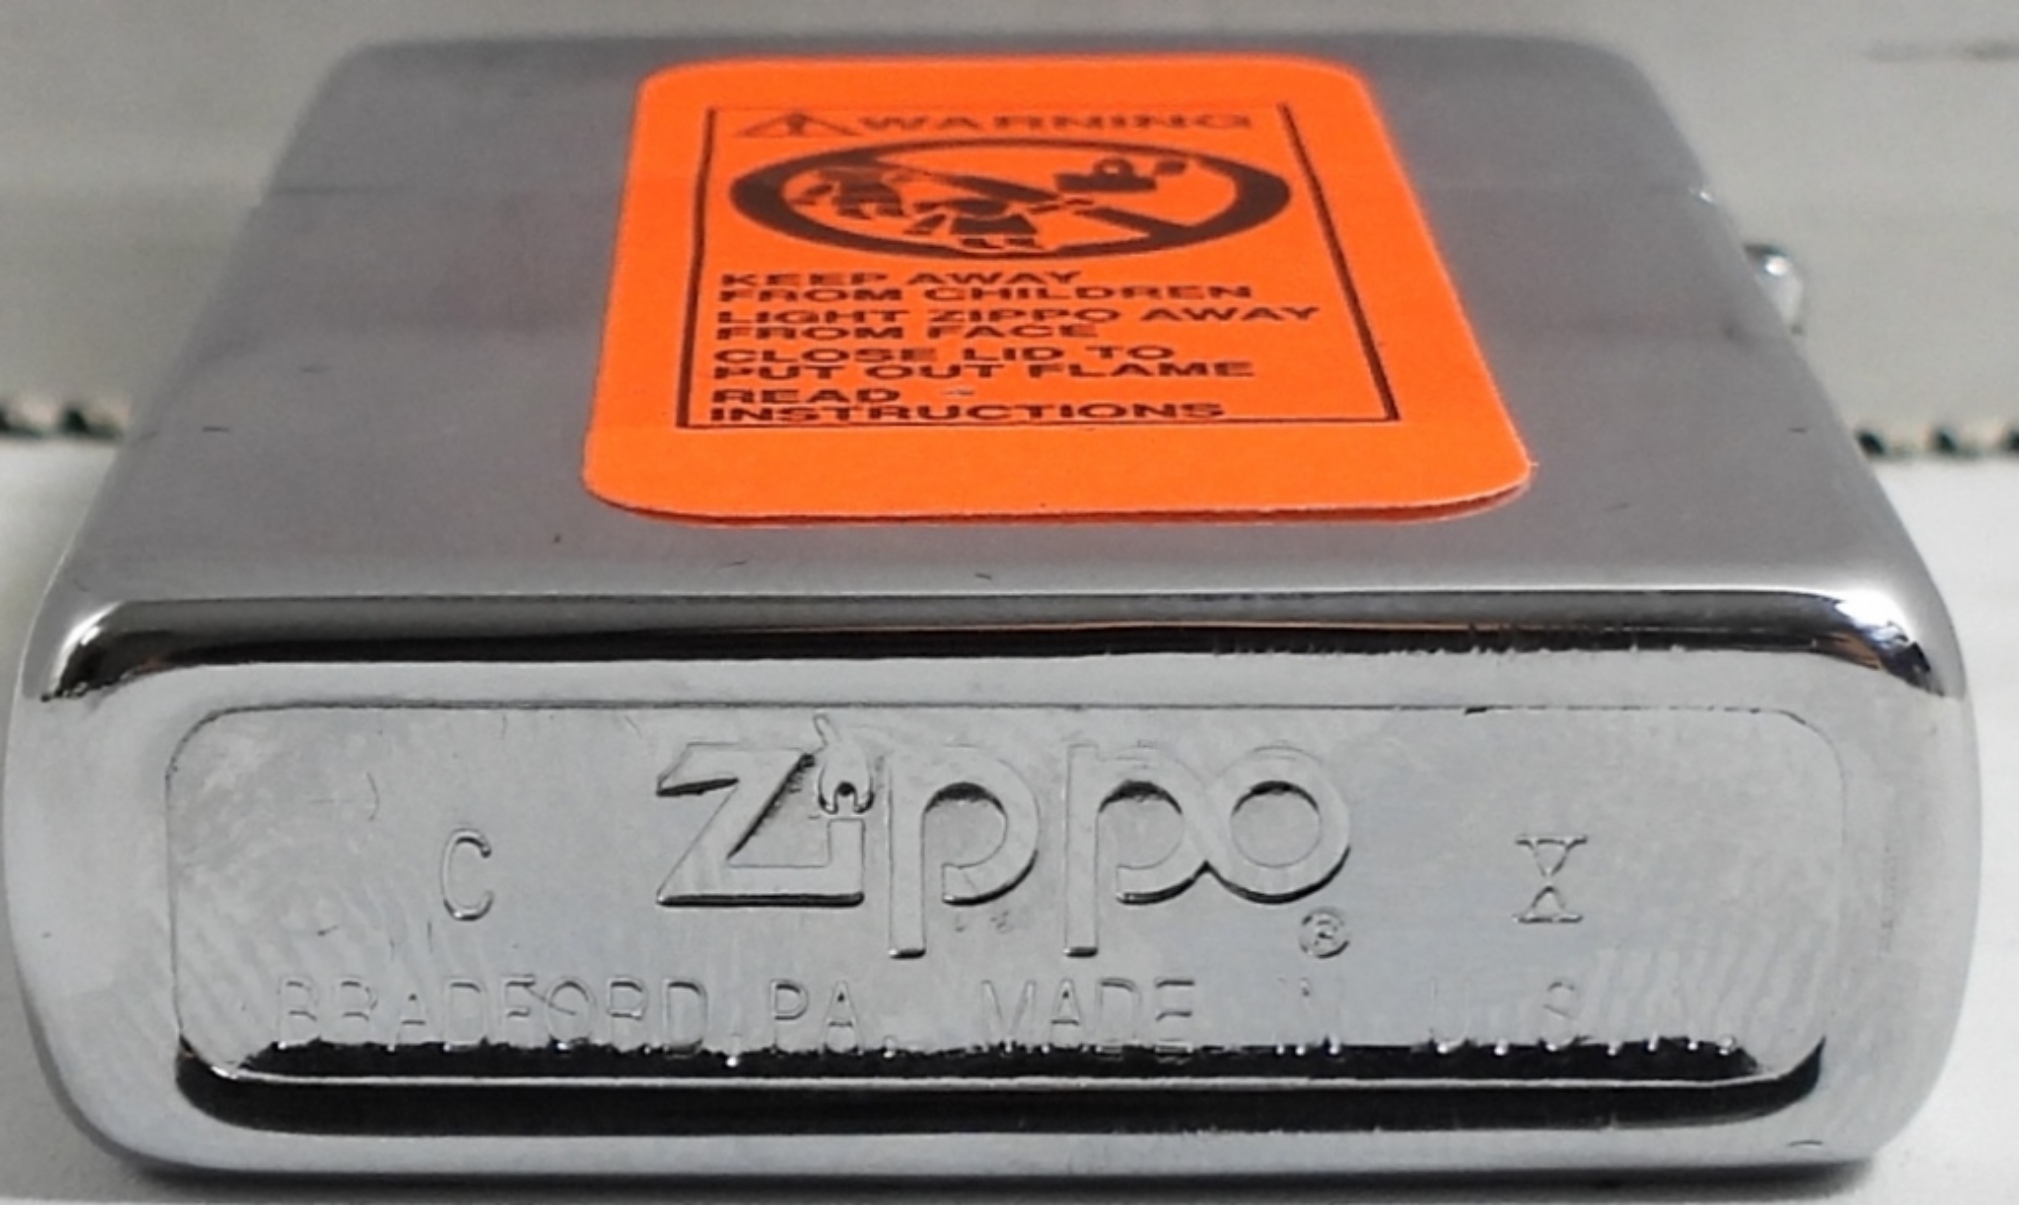 WARNING
KEEP AWAY
FROM CHILDREN
LIGHT ZIPPO AWAY
FROM FACE
CLOSE LID TO
PUT OUT FLAME
READ
INSTRUCTIONS
C Zippo ® X
BRADFORD, PA. MADE IN U.S.A.